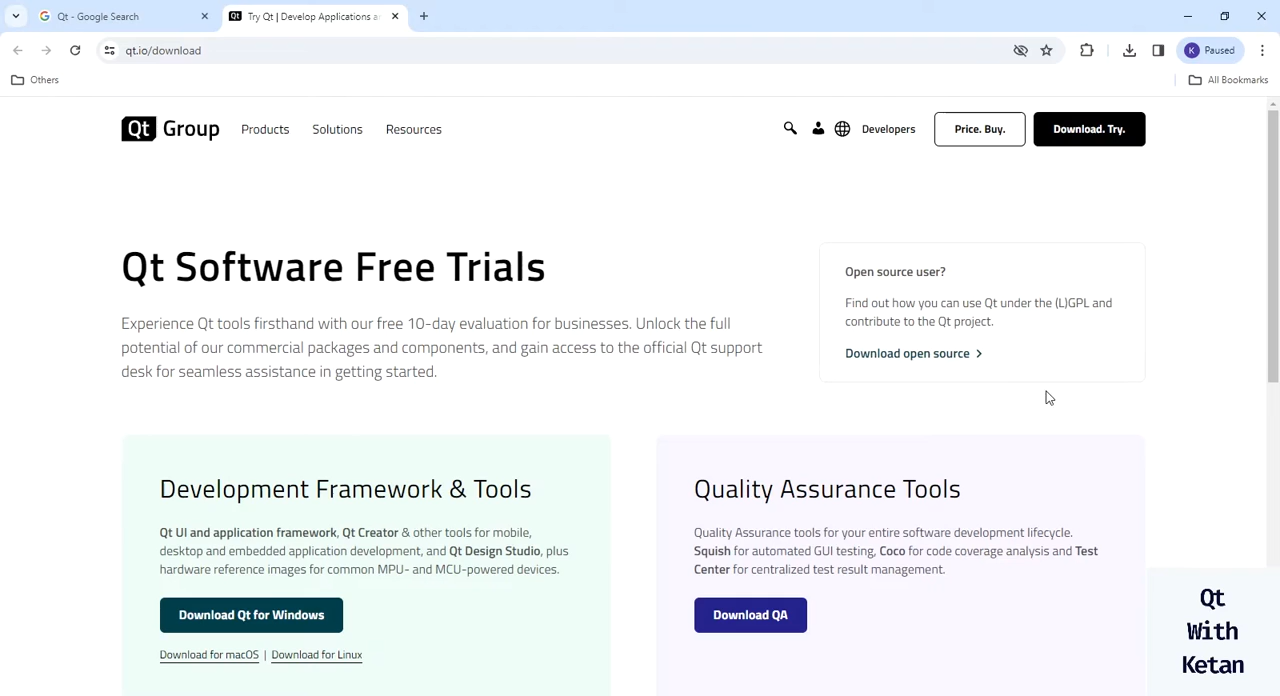 Qt - Google Search
Try Qt | Develop Applications a
qt.io/download
K
Paused
Others
All Bookmarks
Qt Group
Products
Solutions
Resources
Developers
Price. Buy.
Download. Try.
Qt Software Free Trials
Experience Qt tools firsthand with our free 10-day evaluation for businesses. Unlock the full
potential of our commercial packages and components, and gain access to the official Qt support
desk for seamless assistance in getting started.
Open source user?
Find out how you can use Qt under the (L)GPL and
contribute to the Qt project.
Download open source >
Development Framework & Tools
Qt UI and application framework, Qt Creator & other tools for mobile,
desktop and embedded application development, and Qt Design Studio, plus
hardware reference images for common MPU- and MCU-powered devices.
Download Qt for Windows
Download for macOS | Download for Linux
Quality Assurance Tools
Quality Assurance tools for your entire software development lifecycle.
Squish for automated GUI testing, Coco for code coverage analysis and Test
Center for centralized test result management.
Download QA
Qt
With
Ketan